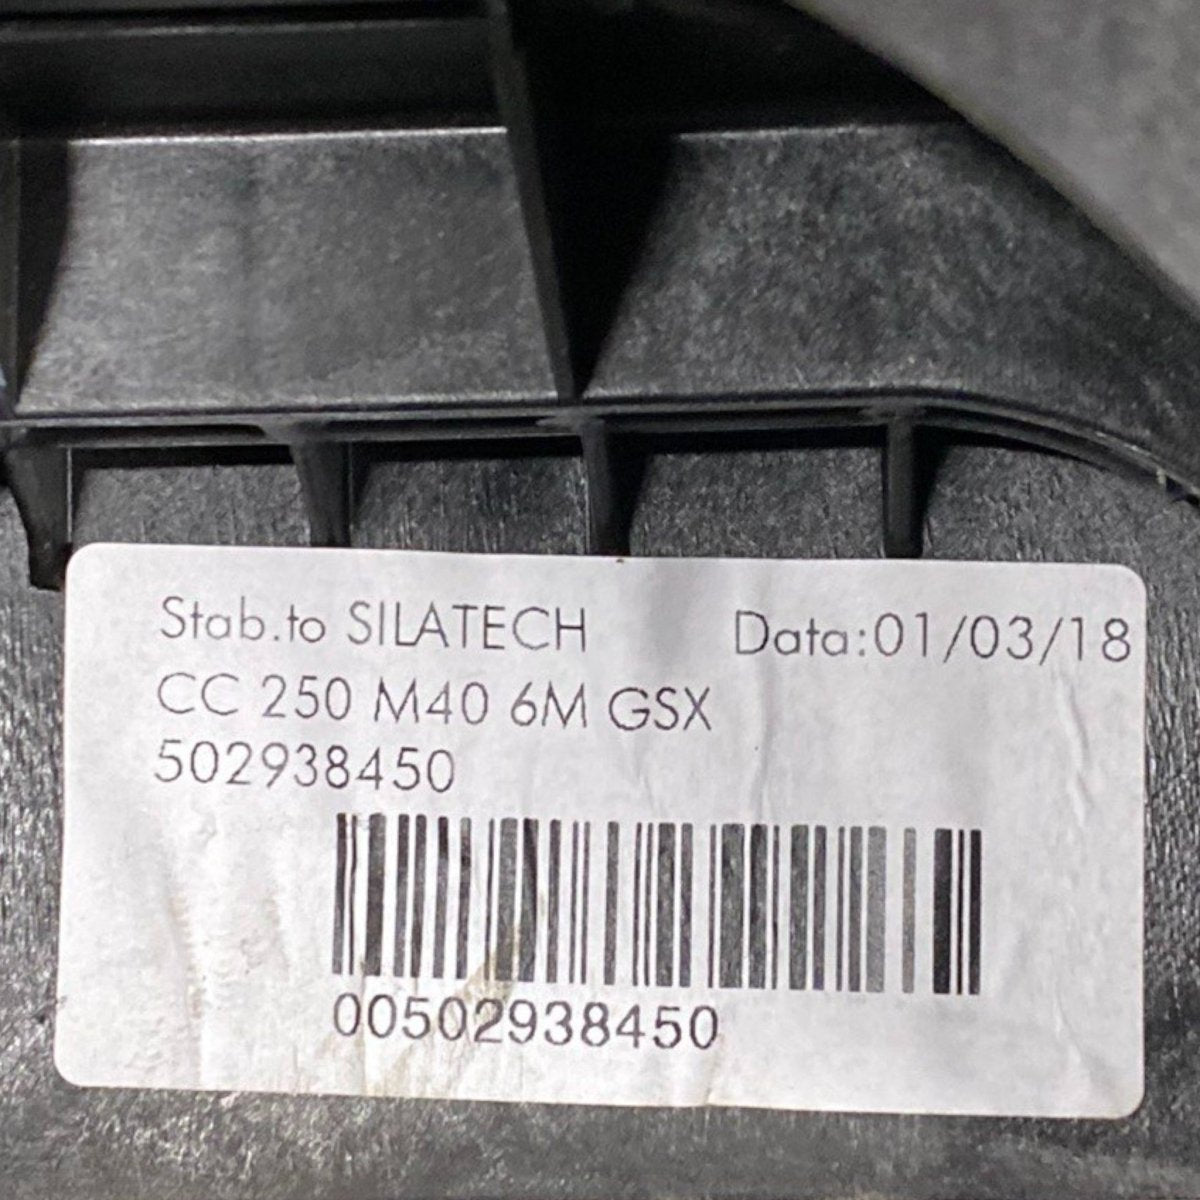 Stab.to SILATECH Data:01/03/18
CC 250 M40 6M GSX
502938450
00502938450